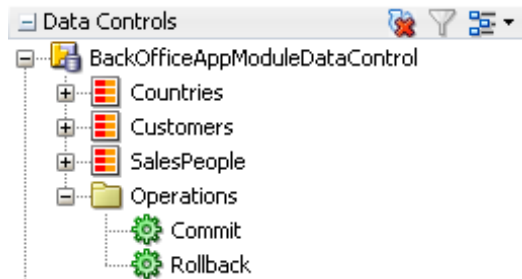 Data Controls
BackOfficeAppModuleDataControl
Countries
Customers
SalesPeople
Operations
Commit
Rollback